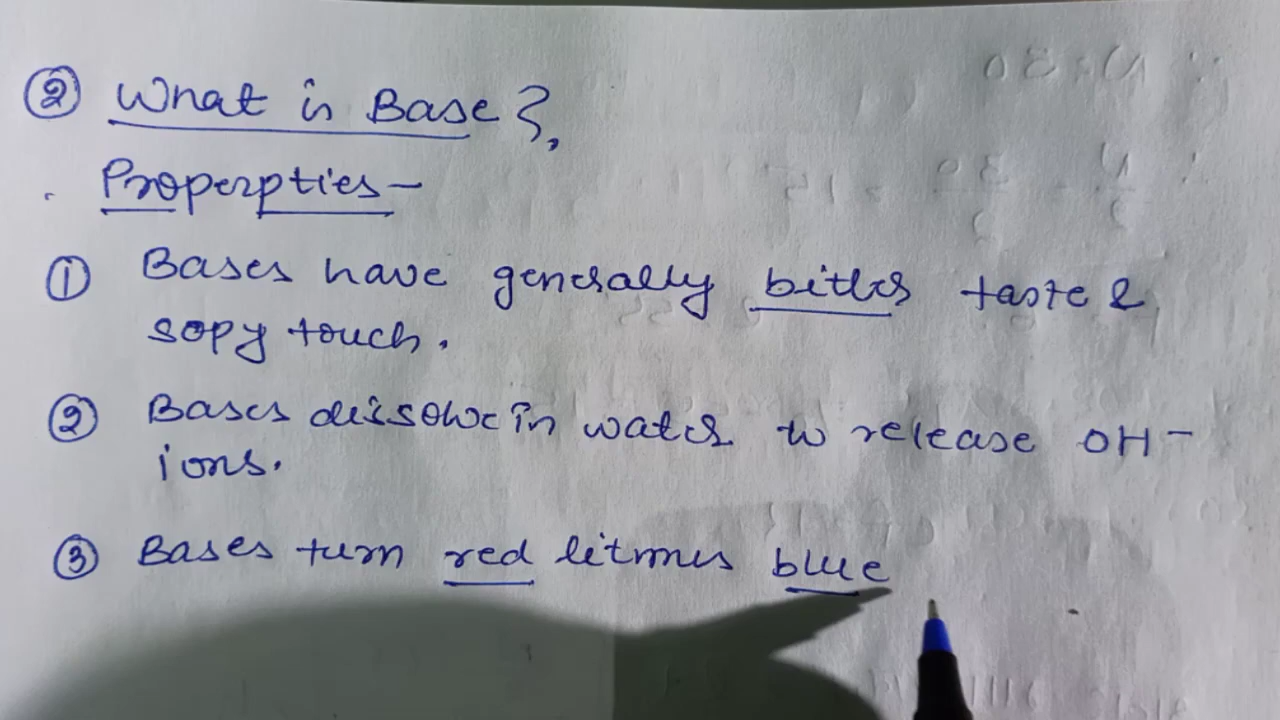 ② What is Base?,
. Properpties-
① Bases have generally bitter taste &
sopy touch.
② Bases dissolve in water to release OH-
ions.
③ Bases turn red litmus blue